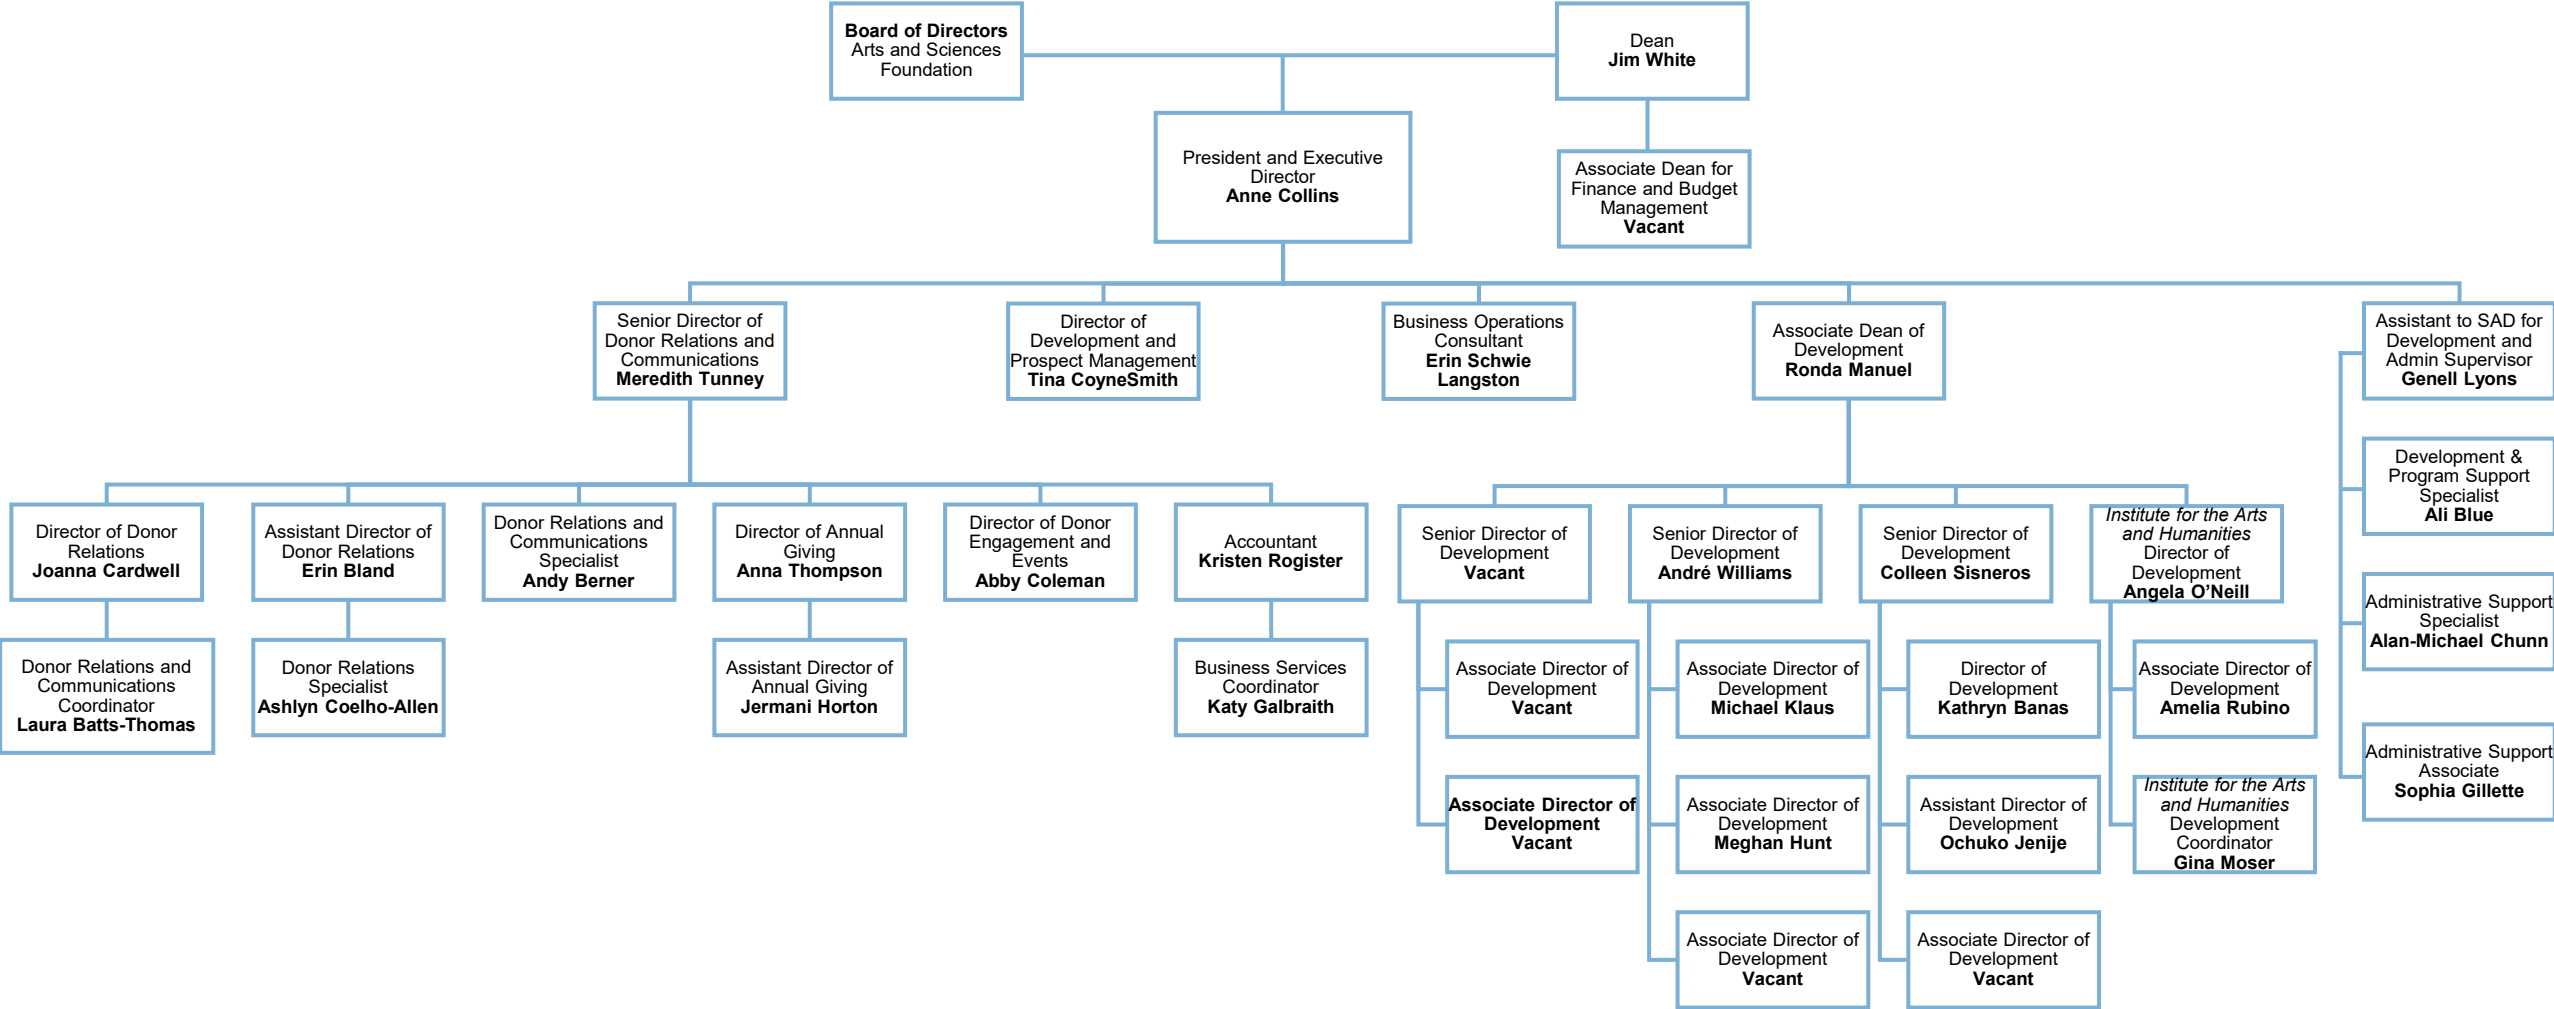 Board of Directors
Arts and Sciences
Foundation
Dean
Jim White
President and Executive
Director
Anne Collins
Associate Dean for
Finance and Budget
Management
Vacant
Senior Director of
Donor Relations and
Communications
Meredith Tunney
Director of
Development and
Prospect Management
Tina CoyneSmith
Business Operations
Consultant
Erin Schwie
Langston
Associate Dean of
Development
Ronda Manuel
Assistant to SAD for
Development and
Admin Supervisor
Genell Lyons
Development &
Program Support
Specialist
Ali Blue
Administrative Support
Specialist
Alan-Michael Chunn
Administrative Support
Associate
Sophia Gillette
Director of Donor
Relations
Joanna Cardwell
Assistant Director of
Donor Relations
Erin Bland
Donor Relations and
Communications
Specialist
Andy Berner
Director of Annual
Giving
Anna Thompson
Director of Donor
Engagement and
Events
Abby Coleman
Accountant
Kristen Rogister
Senior Director of
Development
Vacant
Senior Director of
Development
André Williams
Senior Director of
Development
Colleen Sisneros
Institute for the Arts
and Humanities
Director of
Development
Angela O’Neill
Donor Relations and
Communications
Coordinator
Laura Batts-Thomas
Donor Relations
Specialist
Ashlyn Coelho-Allen
Assistant Director of
Annual Giving
Jermani Horton
Business Services
Coordinator
Katy Galbraith
Associate Director of
Development
Vacant
Associate Director of
Development
Michael Klaus
Director of
Development
Kathryn Banas
Associate Director of
Development
Amelia Rubino
Associate Director of
Development
Vacant
Associate Director of
Development
Meghan Hunt
Assistant Director of
Development
Ochuko Jenije
Institute for the Arts
and Humanities
Development
Coordinator
Gina Moser
Associate Director of
Development
Vacant
Associate Director of
Development
Vacant